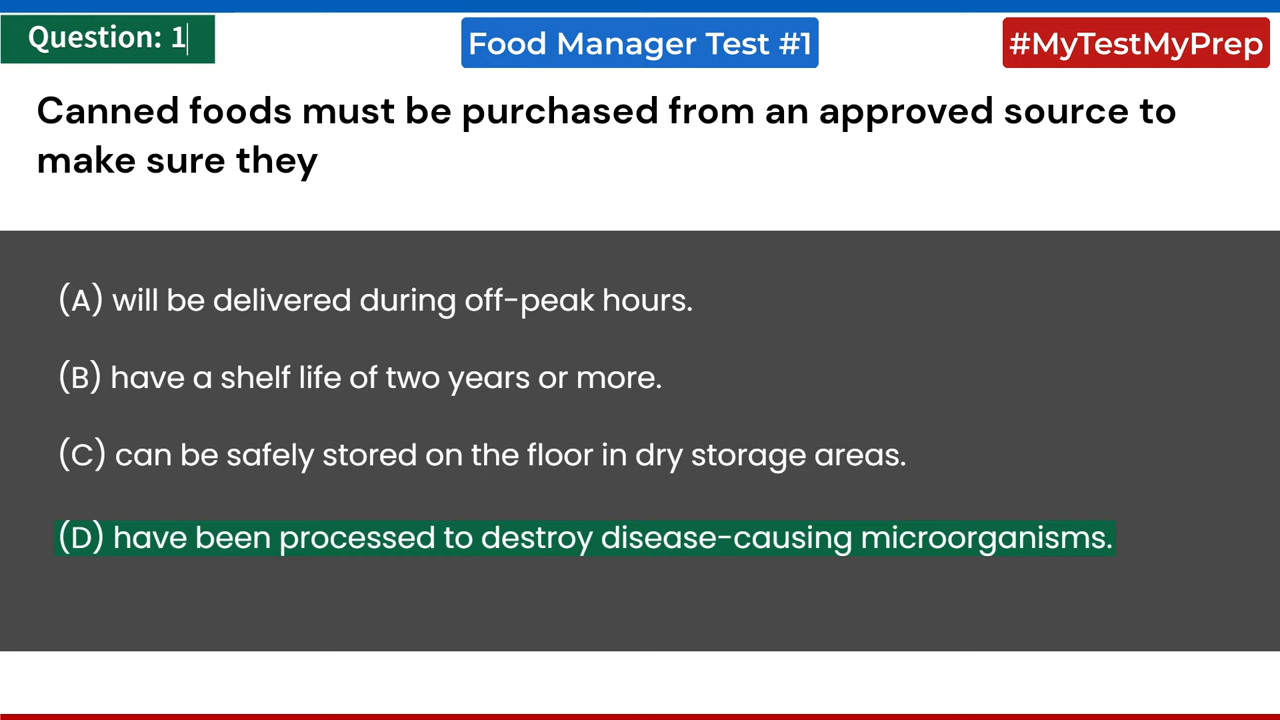 Question: 1
Food Manager Test #1
#MyTestMyPrep
Canned foods must be purchased from an approved source to
make sure they
(A) will be delivered during off-peak hours.
(B) have a shelf life of two years or more.
(C) can be safely stored on the floor in dry storage areas.
(D) have been processed to destroy disease-causing microorganisms.